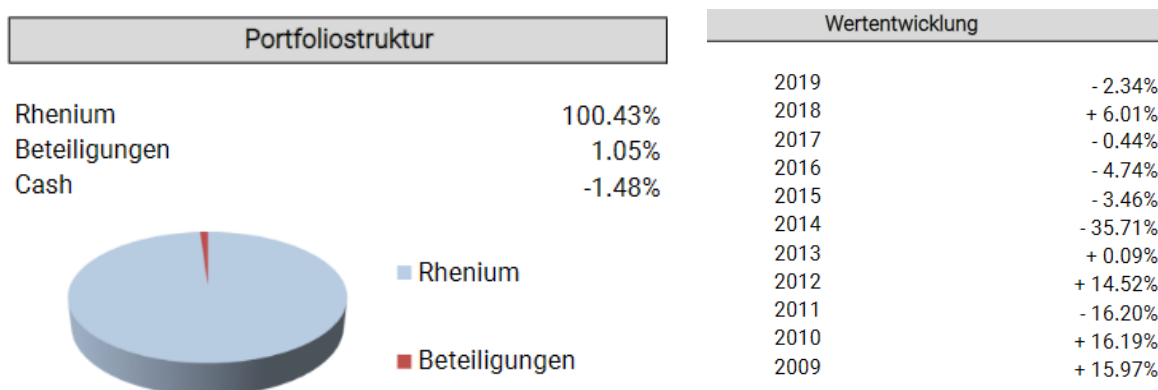 Portfoliostruktur
Rhenium 100.43%
Beteiligungen 1.05%
Cash -1.48%
Rhenium
Beteiligungen
Wertentwicklung
2019 - 2.34%
2018 + 6.01%
2017 - 0.44%
2016 - 4.74%
2015 - 3.46%
2014 - 35.71%
2013 + 0.09%
2012 + 14.52%
2011 - 16.20%
2010 + 16.19%
2009 + 15.97%